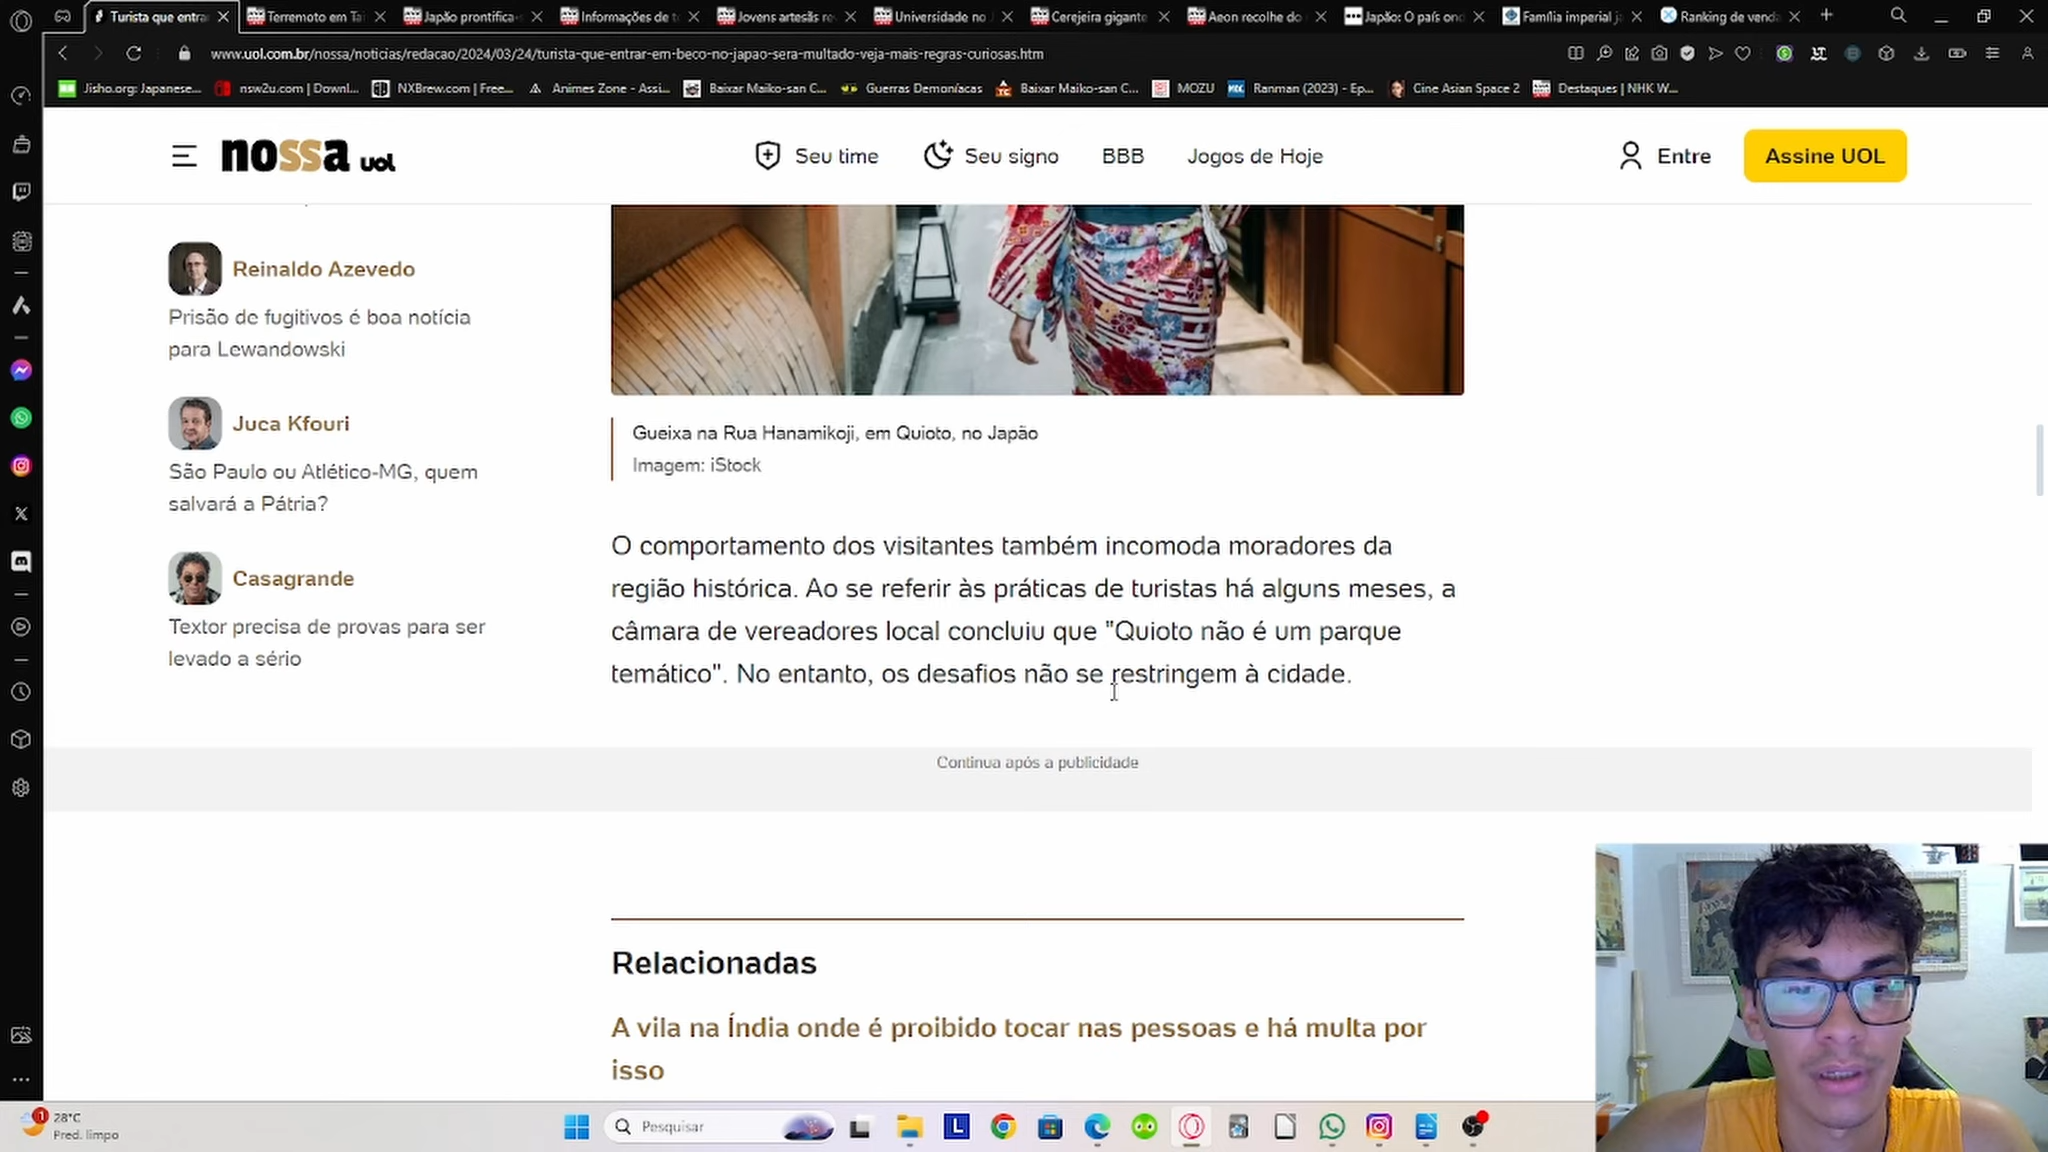 Turista que entra
Terremoto em Ta
Japão prontifica
Informações de t
Jovens artesãs re
Universidade no J
Cerejeira gigante
Aeon recolhe do
Japão: O país on
Família imperial ja
Ranking de venda
www.uol.com.br/nossa/noticias/redacao/2024/03/24/turista-que-entrar-em-beco-no-japao-sera-multado-veja-mais-regras-curiosas.htm
Jisho.org: Japanese...
nsw2u.com | Downl...
NXBrew.com | Free...
Animes Zone - Assi...
Baixar Maiko-san C...
Guerras Demoníacas
Baixar Maiko-san C...
MOZU
Ranman (2023) - Ep...
Cine Asian Space 2
Destaques | NHK W...
nossa uol
Seu time
Seu signo
BBB
Jogos de Hoje
Entre
Assine UOL
Reinaldo Azevedo
Prisão de fugitivos é boa notícia
para Lewandowski
Juca Kfouri
São Paulo ou Atlético-MG, quem
salvará a Pátria?
Casagrande
Textor precisa de provas para ser
levado a sério
Gueixa na Rua Hanamikoji, em Quioto, no Japão
Imagem: iStock
O comportamento dos visitantes também incomoda moradores da
região histórica. Ao se referir às práticas de turistas há alguns meses, a
câmara de vereadores local concluiu que "Quioto não é um parque
temático". No entanto, os desafios não se restringem à cidade.
Continua após a publicidade
Relacionadas
A vila na Índia onde é proibido tocar nas pessoas e há multa por
isso
1
28°C
Pred. limpo
Pesquisar